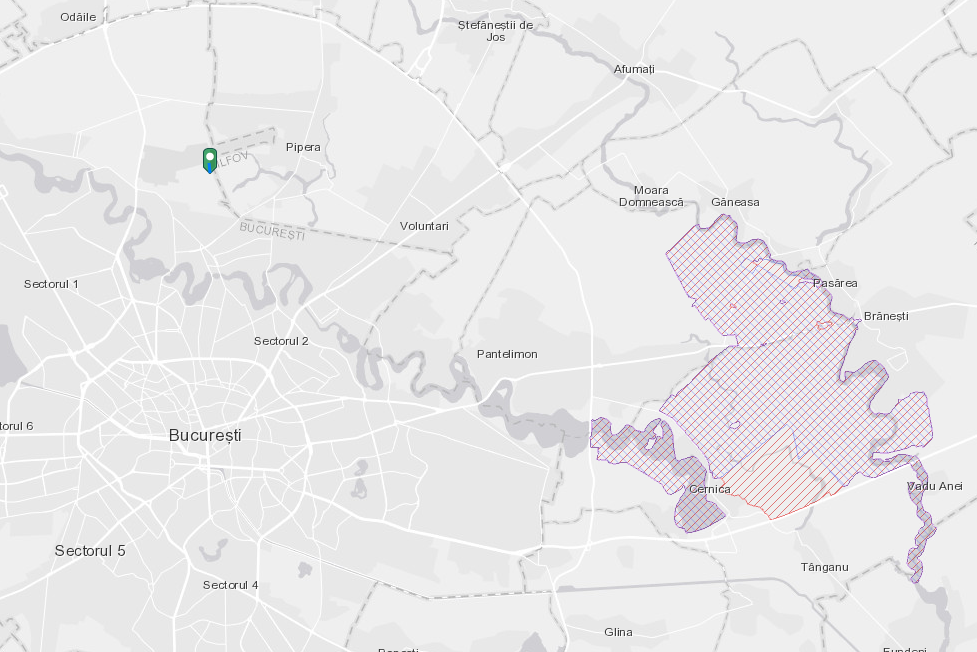 Odăile
Ștefăneștii de
Jos
Afumați
Pipera
ILFOV
Moara
Domnească
Găneasa
Voluntari
BUCUREȘTI
Sectorul 1
Pasărea
Brănești
Sectorul 2
Pantelimon
torul 6
București
Cernica
Vadu Anei
Sectorul 5
Tânganu
Sectorul 4
Glina